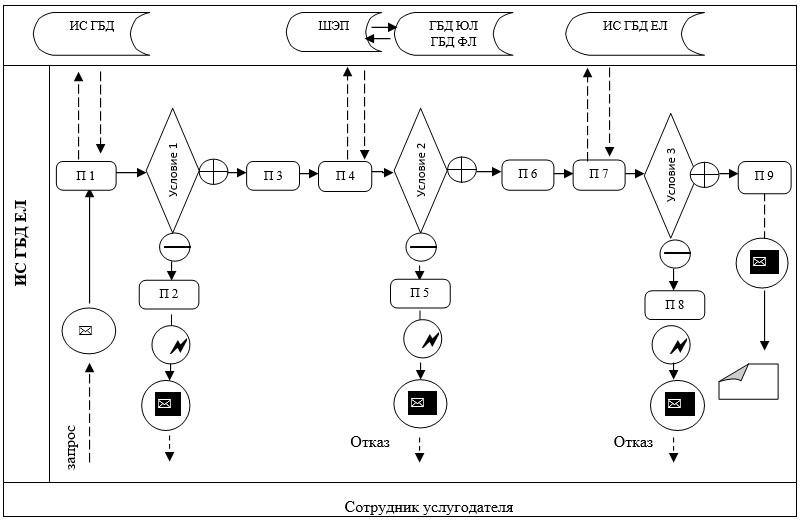 ИС ГБД
ШЭП
ГБД ЮЛ
ГБД ФЛ
ИС ГБД ЕЛ
ИС ГБД ЕЛ
П 1
Условие 1
П 3
П 4
Условие 2
П 6
П 7
Условие 3
П 9
П 2
П 5
П 8
запрос
Отказ
Отказ
Сотрудник услугодателя